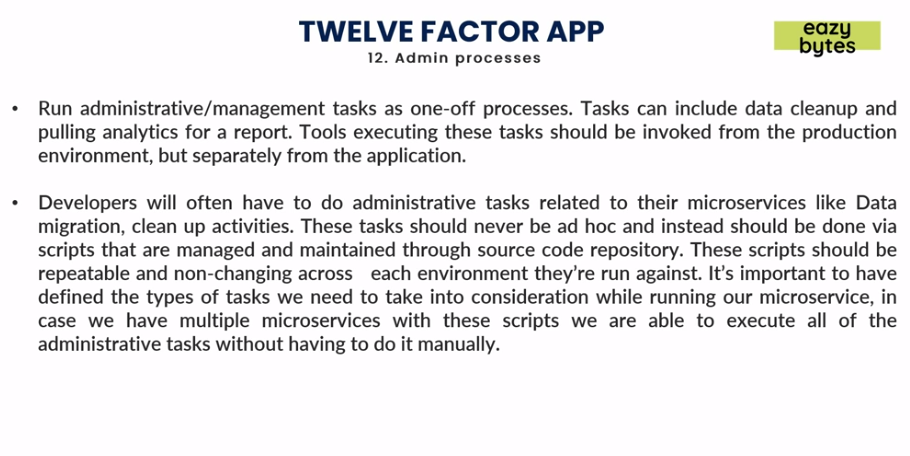 TWELVE FACTOR APP
12. Admin processes
eazy
bytes
• Run administrative/management tasks as one-off processes. Tasks can include data cleanup and
pulling analytics for a report. Tools executing these tasks should be invoked from the production
environment, but separately from the application.
• Developers will often have to do administrative tasks related to their microservices like Data
migration, clean up activities. These tasks should never be ad hoc and instead should be done via
scripts that are managed and maintained through source code repository. These scripts should be
repeatable and non-changing across each environment they're run against. It's important to have
defined the types of tasks we need to take into consideration while running our microservice, in
case we have multiple microservices with these scripts we are able to execute all of the
administrative tasks without having to do it manually.